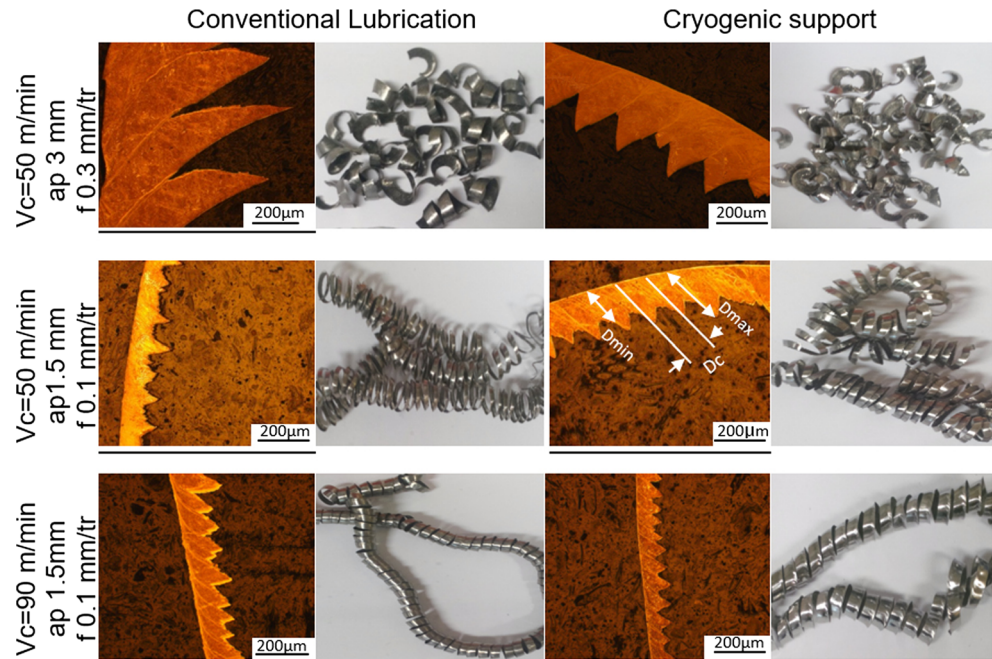 Conventional Lubrication
Cryogenic support
Vc=50 m/min
ap 3 mm
f 0.3 mm/tr
200µm
200µm
Vc=50 m/min
ap1.5 mm
f 0.1 mm/tr
200µm
Dmin
Dmax
Dc
200µm
Vc=90 m/min
ap 1.5mm
f 0.1 mm/tr
200µm
200µm